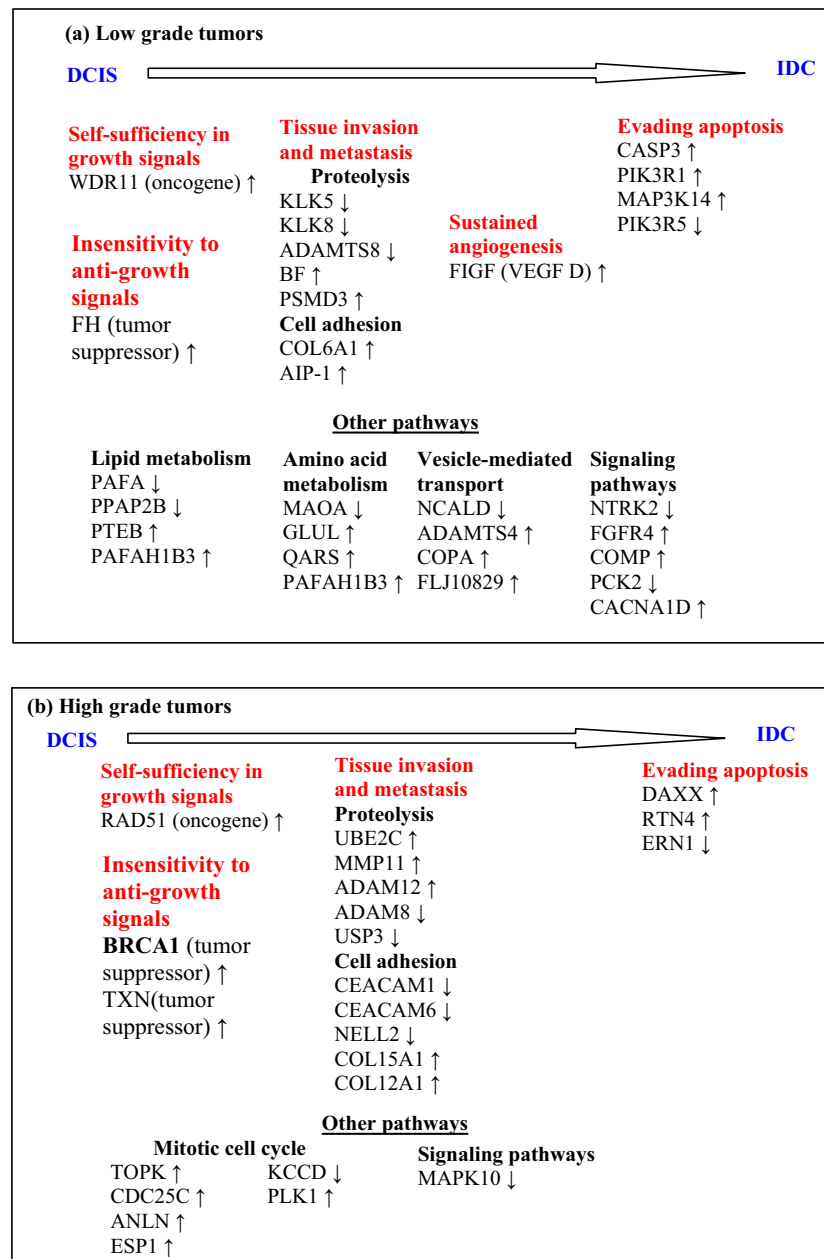 (a) Low grade tumors
DCIS
IDC
Self-sufficiency in
growth signals
WDR11 (oncogene) ↑
Insensitivity to
anti-growth
signals
FH (tumor
suppressor) ↑
Tissue invasion
and metastasis
Proteolysis
KLK5 ↓
KLK8 ↓
ADAMTS8 ↓
BF ↑
PSMD3 ↑
Cell adhesion
COL6A1 ↑
AIP-1 ↑
Sustained
angiogenesis
FIGF (VEGF D) ↑
Evading apoptosis
CASP3 ↑
PIK3R1 ↑
MAP3K14 ↑
PIK3R5 ↓
Other pathways
Lipid metabolism
PAFA ↓
PPAP2B ↓
PTEB ↑
PAFAH1B3 ↑
Amino acid
metabolism
MAOA ↓
GLUL ↑
QARS ↑
PAFAH1B3 ↑
Vesicle-mediated
transport
NCALD ↓
ADAMTS4 ↑
COPA ↑
FLJ10829 ↑
Signaling
pathways
NTRK2 ↓
FGFR4 ↑
COMP ↑
PCK2 ↓
CACNA1D ↑
(b) High grade tumors
DCIS
IDC
Self-sufficiency in
growth signals
RAD51 (oncogene) ↑
Insensitivity to
anti-growth
signals
BRCA1 (tumor
suppressor) ↑
TXN(tumor
suppressor) ↑
Tissue invasion
and metastasis
Proteolysis
UBE2C ↑
MMP11 ↑
ADAM12 ↑
ADAM8 ↓
USP3 ↓
Cell adhesion
CEACAM1 ↓
CEACAM6 ↓
NELL2 ↓
COL15A1 ↑
COL12A1 ↑
Evading apoptosis
DAXX ↑
RTN4 ↑
ERN1 ↓
Other pathways
Mitotic cell cycle
TOPK ↑
CDC25C ↑
ANLN ↑
ESP1 ↑
KCCD ↓
PLK1 ↑
Signaling pathways
MAPK10 ↓